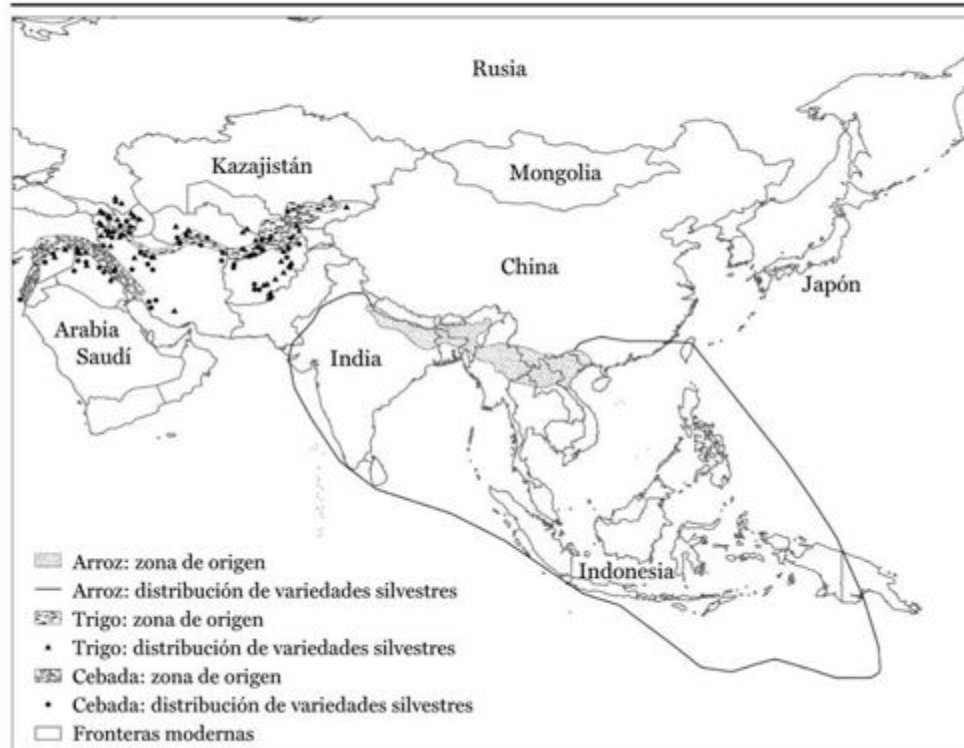 Rusia
Kazajistán
Mongolia
China
Japón
Arabia
Saudí
India
Indonesia
Arroz: zona de origen
Arroz: distribución de variedades silvestres
Trigo: zona de origen
Trigo: distribución de variedades silvestres
Cebada: zona de origen
Cebada: distribución de variedades silvestres
Fronteras modernas